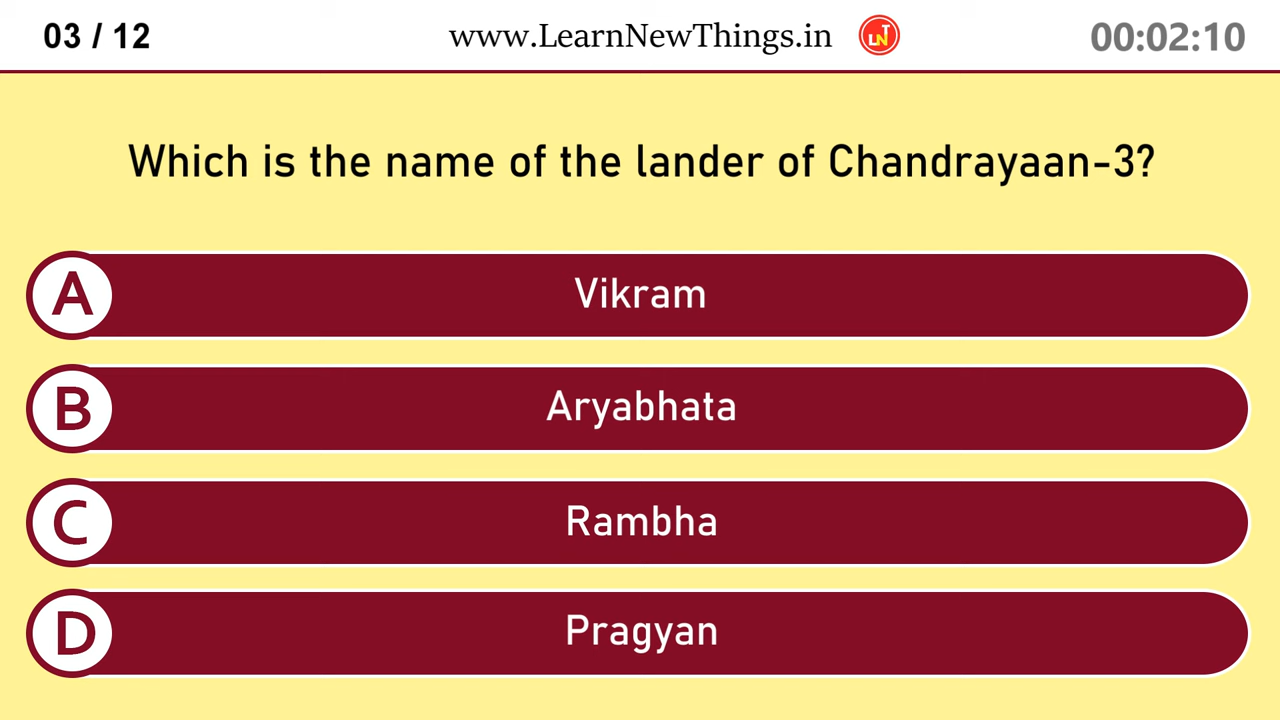 03 / 12
www.LearnNewThings.in
LNT
00:02:10
Which is the name of the lander of Chandrayaan-3?
A
Vikram
B
Aryabhata
C
Rambha
D
Pragyan